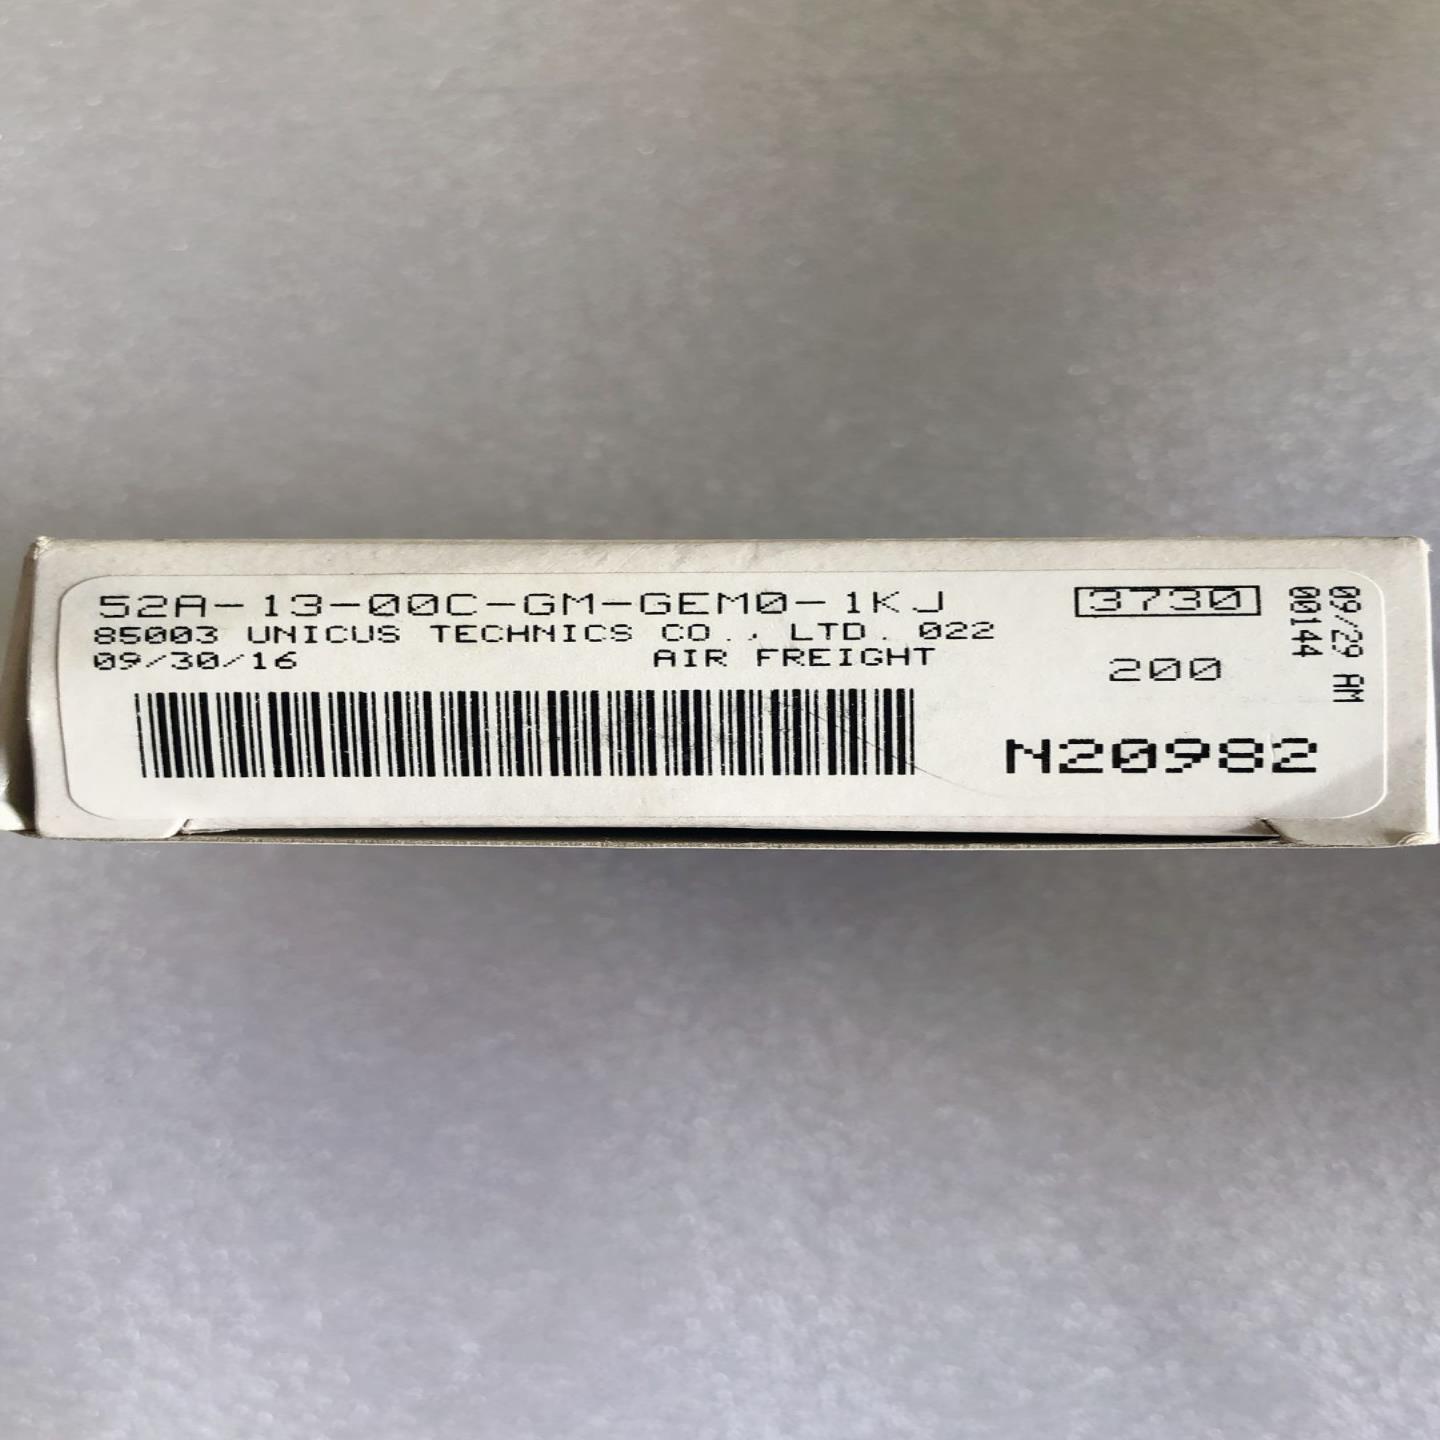 52A-13-00C-GM-GEM0-1KJ
3730
85003 UNICUS TECHNICS CO., LTD. 022
09/30/16
AIR FREIGHT
200
N20982
09/29 AM
00144